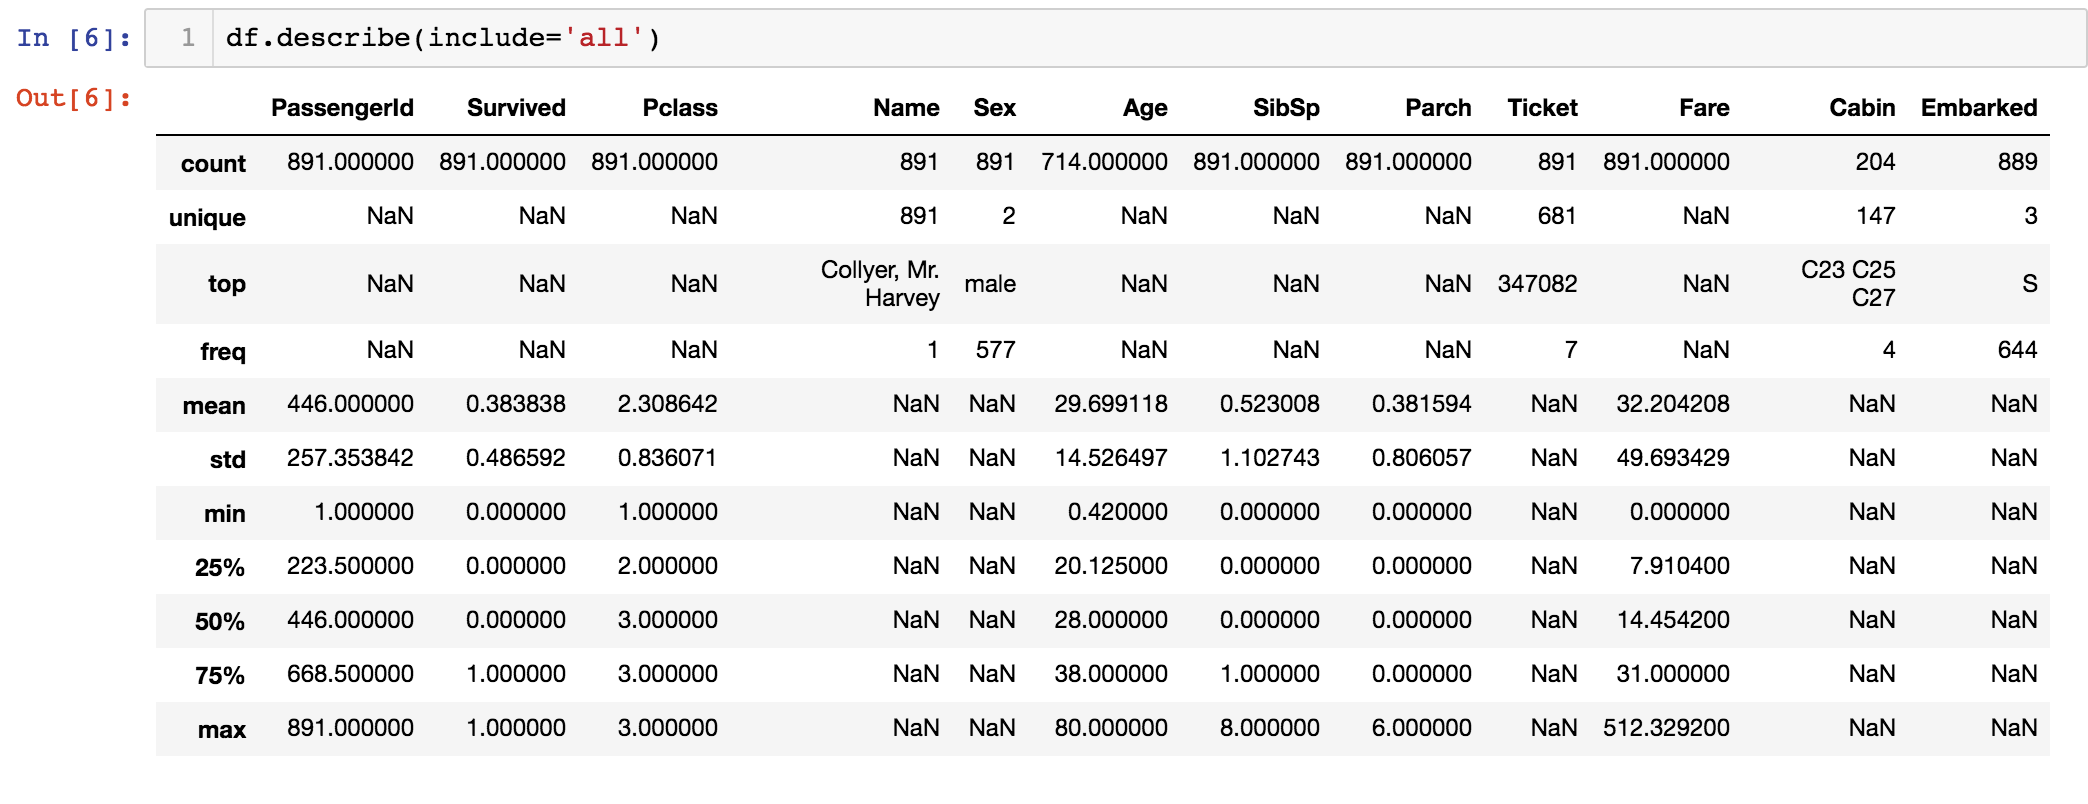 In [6]: 1 df.describe(include='all')
Out[6]:
PassengerId Survived Pclass Name Sex Age SibSp Parch Ticket Fare Cabin Embarked
count 891.000000 891.000000 891.000000 891 891 714.000000 891.000000 891.000000 891 891.000000 204 889
unique NaN NaN NaN 891 2 NaN NaN NaN 681 NaN 147 3
top NaN NaN NaN Collyer, Mr. Harvey male NaN NaN NaN 347082 NaN C23 C25 C27 S
freq NaN NaN NaN 1 577 NaN NaN NaN 7 NaN 4 644
mean 446.000000 0.383838 2.308642 NaN NaN 29.699118 0.523008 0.381594 NaN 32.204208 NaN NaN
std 257.353842 0.486592 0.836071 NaN NaN 14.526497 1.102743 0.806057 NaN 49.693429 NaN NaN
min 1.000000 0.000000 1.000000 NaN NaN 0.420000 0.000000 0.000000 NaN 0.000000 NaN NaN
25% 223.500000 0.000000 2.000000 NaN NaN 20.125000 0.000000 0.000000 NaN 7.910400 NaN NaN
50% 446.000000 0.000000 3.000000 NaN NaN 28.000000 0.000000 0.000000 NaN 14.454200 NaN NaN
75% 668.500000 1.000000 3.000000 NaN NaN 38.000000 1.000000 0.000000 NaN 31.000000 NaN NaN
max 891.000000 1.000000 3.000000 NaN NaN 80.000000 8.000000 6.000000 NaN 512.329200 NaN NaN